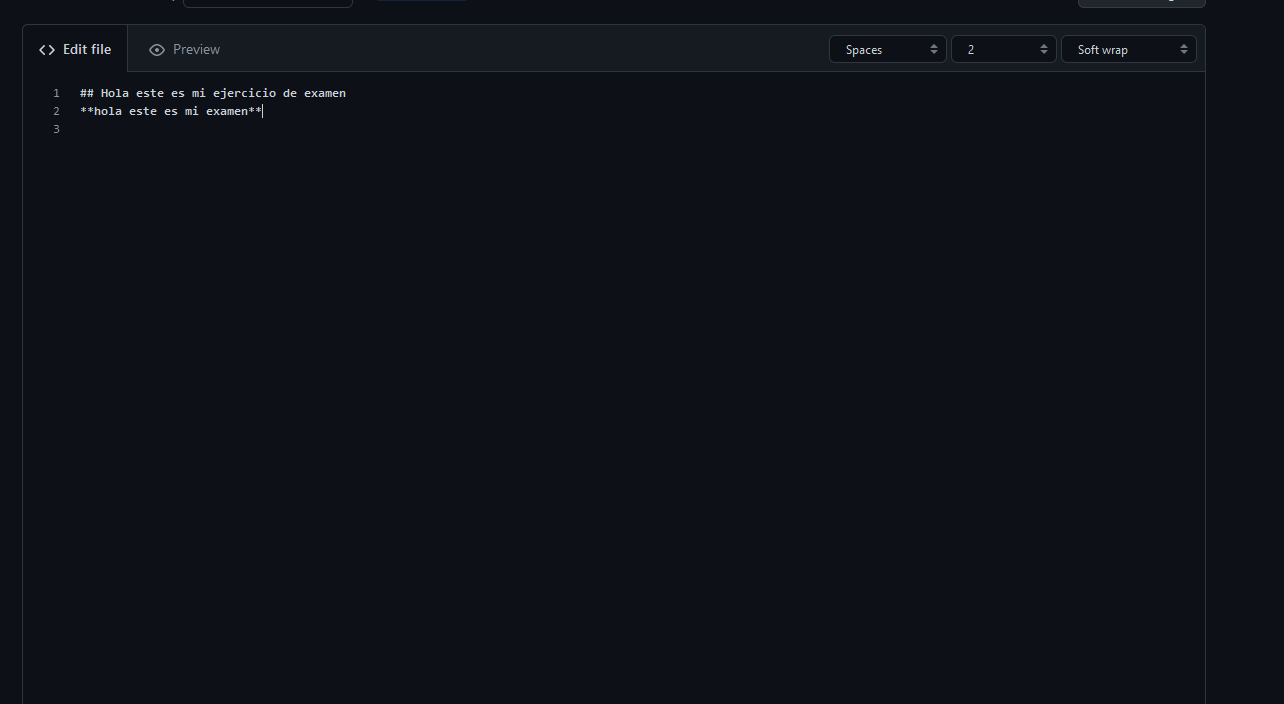 Edit file
Preview
Spaces
2
Soft wrap
1 ## Hola este es mi ejercicio de examen
2 **hola este es mi examen**
3